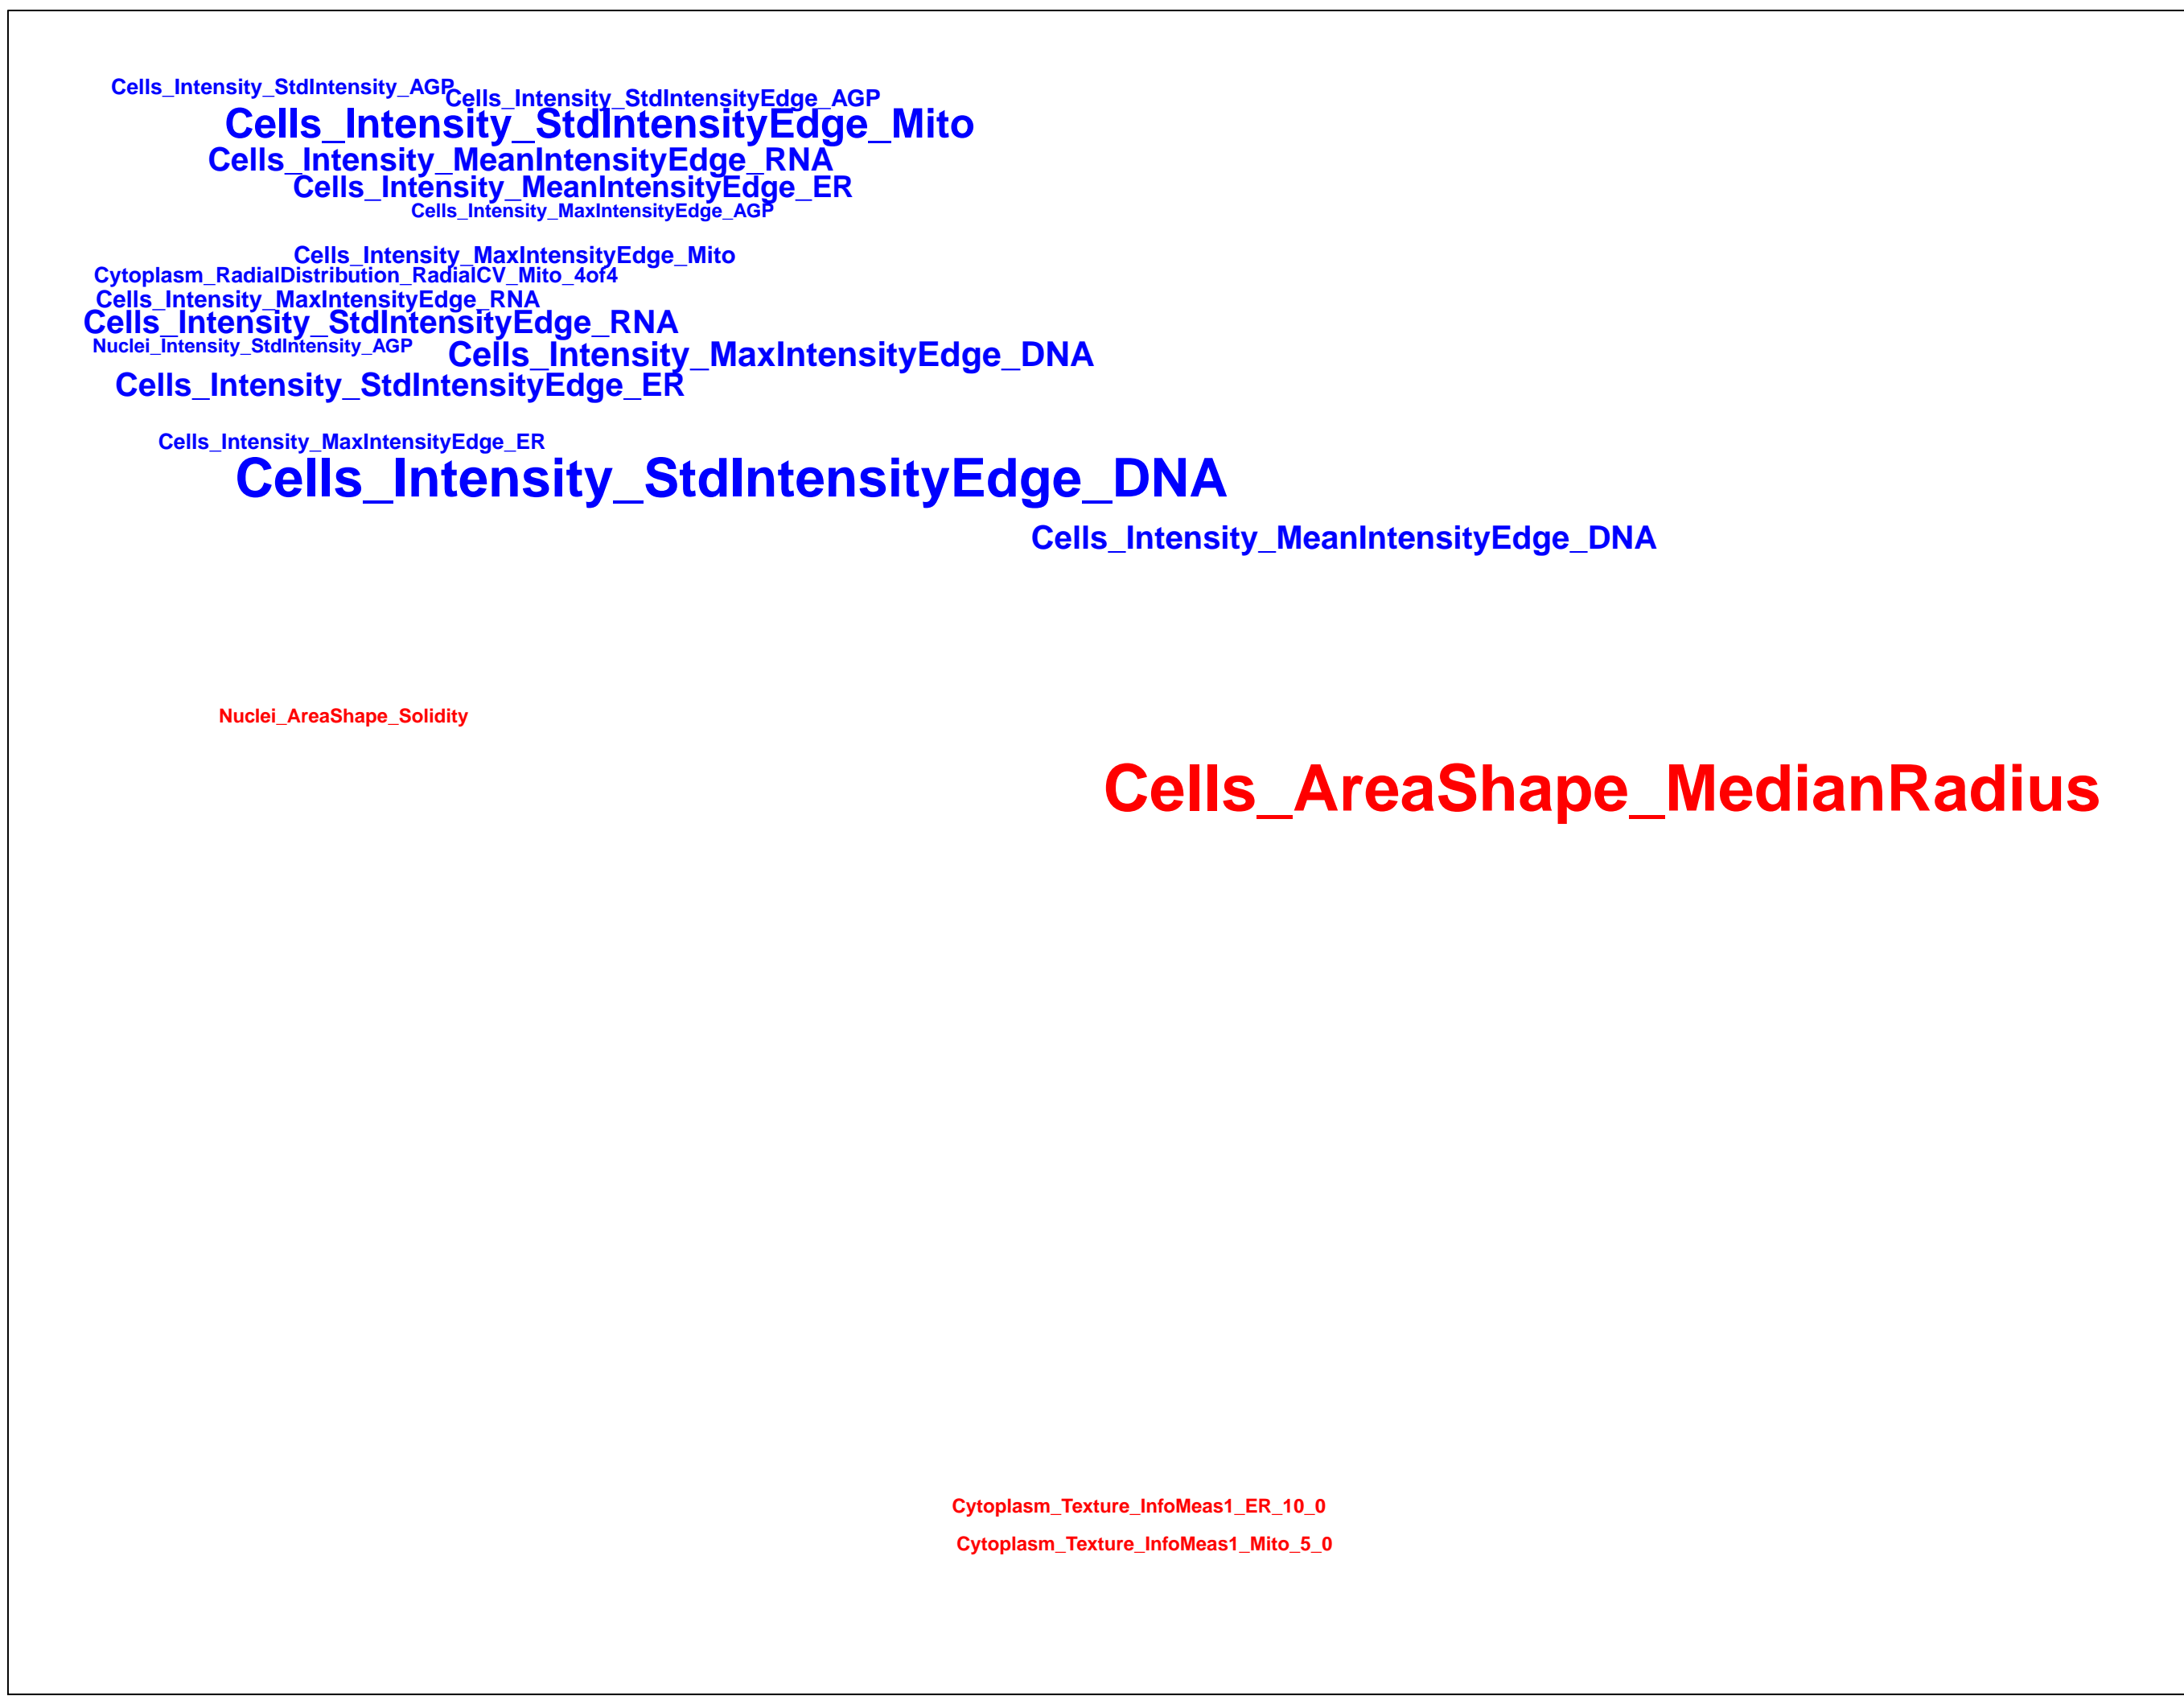 Cells_Intensity_StdIntensity_AGP
Cells_Intensity_StdIntensityEdge_AGP
Cells_Intensity_StdIntensityEdge_Mito
Cells_Intensity_MeanIntensityEdge_RNA
Cells_Intensity_MeanIntensityEdge_ER
Cells_Intensity_MaxIntensityEdge_AGP
Cells_Intensity_MaxIntensityEdge_Mito
Cytoplasm_RadialDistribution_RadialCV_Mito_4of4
Cells_Intensity_MaxIntensityEdge_RNA
Cells_Intensity_StdIntensityEdge_RNA
Nuclei_Intensity_StdIntensity_AGP
Cells_Intensity_MaxIntensityEdge_DNA
Cells_Intensity_StdIntensityEdge_ER
Cells_Intensity_MaxIntensityEdge_ER
Cells_Intensity_StdIntensityEdge_DNA
Cells_Intensity_MeanIntensityEdge_DNA
Nuclei_AreaShape_Solidity
Cells_AreaShape_MedianRadius
Cytoplasm_Texture_InfoMeas1_ER_10_0
Cytoplasm_Texture_InfoMeas1_Mito_5_0